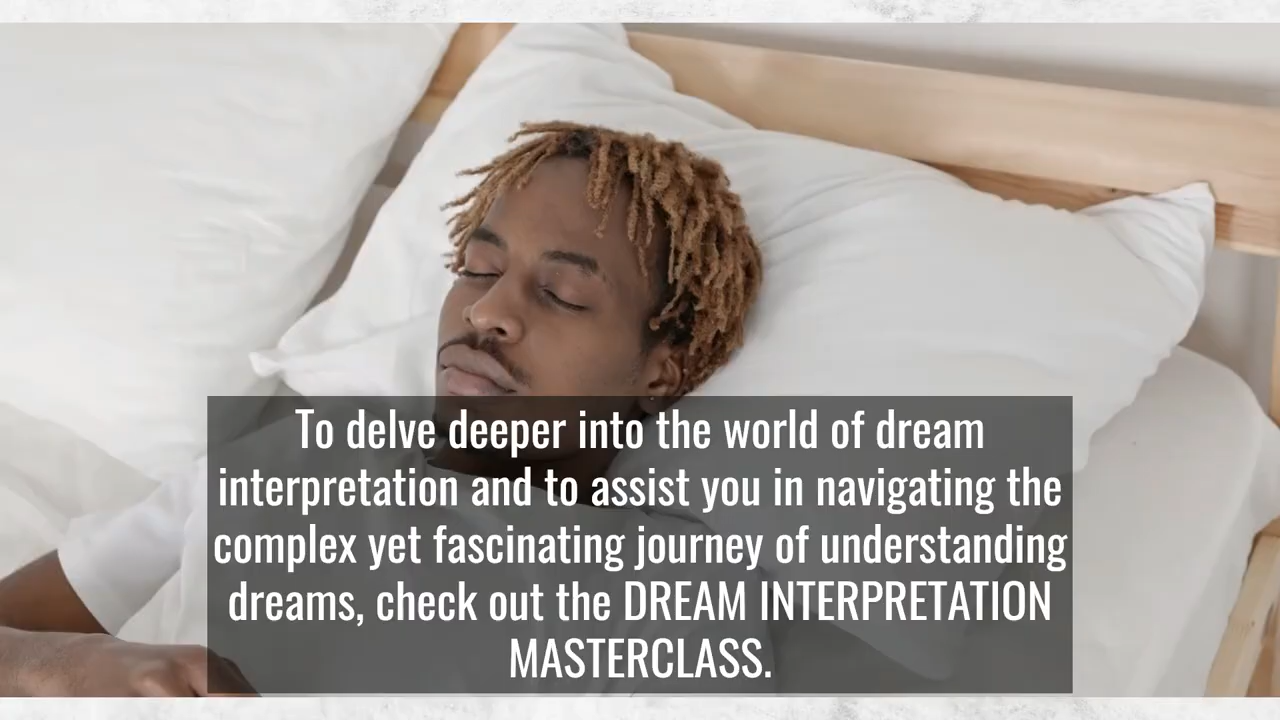 To delve deeper into the world of dream
interpretation and to assist you in navigating the
complex yet fascinating journey of understanding
dreams, check out the DREAM INTERPRETATION
MASTERCLASS.